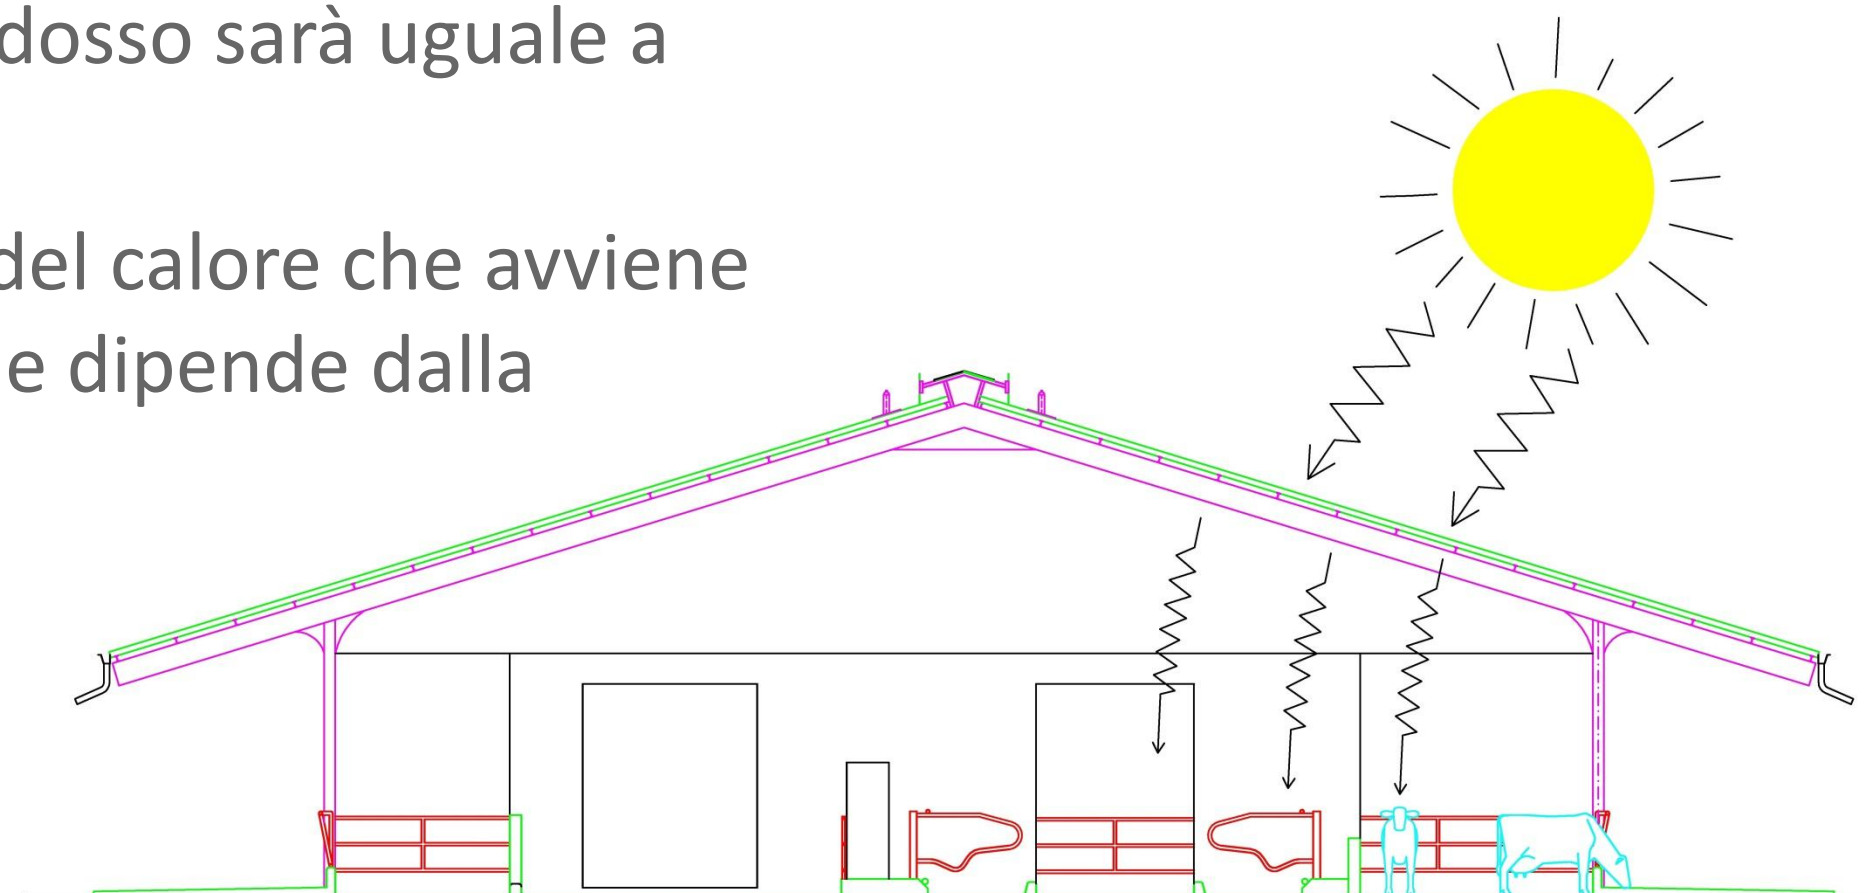 dosso sarà uguale a
del calore che avviene
e dipende dalla